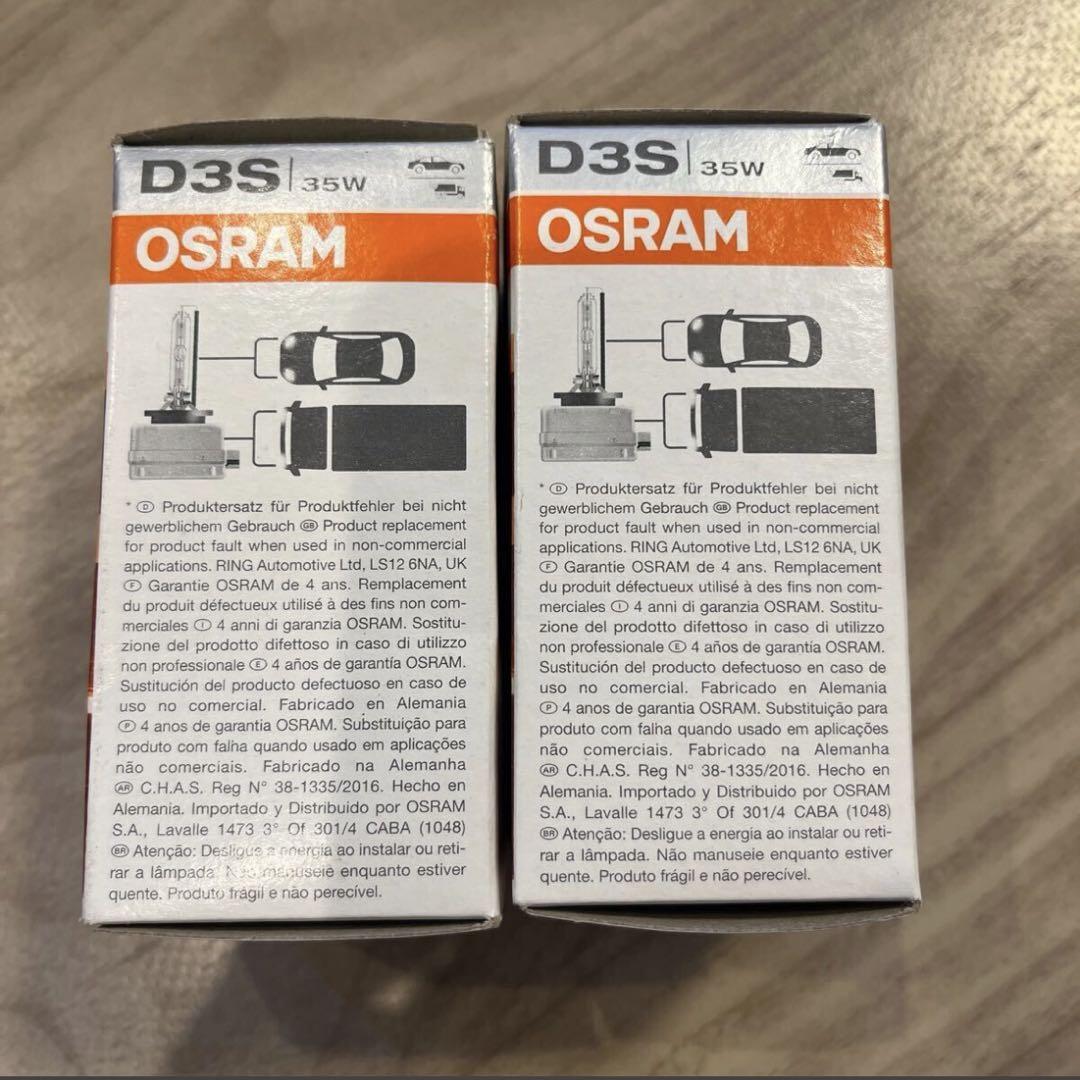 D3S 35W
OSRAM
* D Produktersatz für Produktfehler bei nicht
gewerblichem Gebrauch GB Product replacement
for product fault when used in non-commercial
applications. RING Automotive Ltd, LS12 6NA, UK
F Garantie OSRAM de 4 ans. Remplacement
du produit défectueux utilisé à des fins non com-
merciales I 4 anni di garanzia OSRAM. Sostitu-
zione del prodotto difettoso in caso di utilizzo
non professionale E 4 años de garantía OSRAM.
Sustitución del producto defectuoso en caso de
uso no comercial. Fabricado en Alemania
P 4 anos de garantia OSRAM. Substituição para
produto com falha quando usado em aplicações
não comerciais. Fabricado na Alemanha
AR C.H.A.S. Reg N° 38-1335/2016. Hecho en
Alemania. Importado y Distribuido por OSRAM
S.A., Lavalle 1473 3° Of 301/4 CABA (1048)
BR Atenção: Desligue a energia ao instalar ou reti-
rar a lâmpada. Não manuseie enquanto estiver
quente. Produto frágil e não perecível.
D3S 35W
OSRAM
* D Produktersatz für Produktfehler bei nicht
gewerblichem Gebrauch GB Product replacement
for product fault when used in non-commercial
applications. RING Automotive Ltd, LS12 6NA, UK
F Garantie OSRAM de 4 ans. Remplacement
du produit défectueux utilisé à des fins non com-
merciales I 4 anni di garanzia OSRAM. Sostitu-
zione del prodotto difettoso in caso di utilizzo
non professionale E 4 años de garantía OSRAM.
Sustitución del producto defectuoso en caso de
uso no comercial. Fabricado en Alemania
P 4 anos de garantia OSRAM. Substituição para
produto com falha quando usado em aplicações
não comerciais. Fabricado na Alemanha
AR C.H.A.S. Reg N° 38-1335/2016. Hecho en
Alemania. Importado y Distribuido por OSRAM
S.A., Lavalle 1473 3° Of 301/4 CABA (1048)
BR Atenção: Desligue a energia ao instalar ou reti-
rar a lâmpada. Não manuseie enquanto estiver
quente. Produto frágil e não perecível.